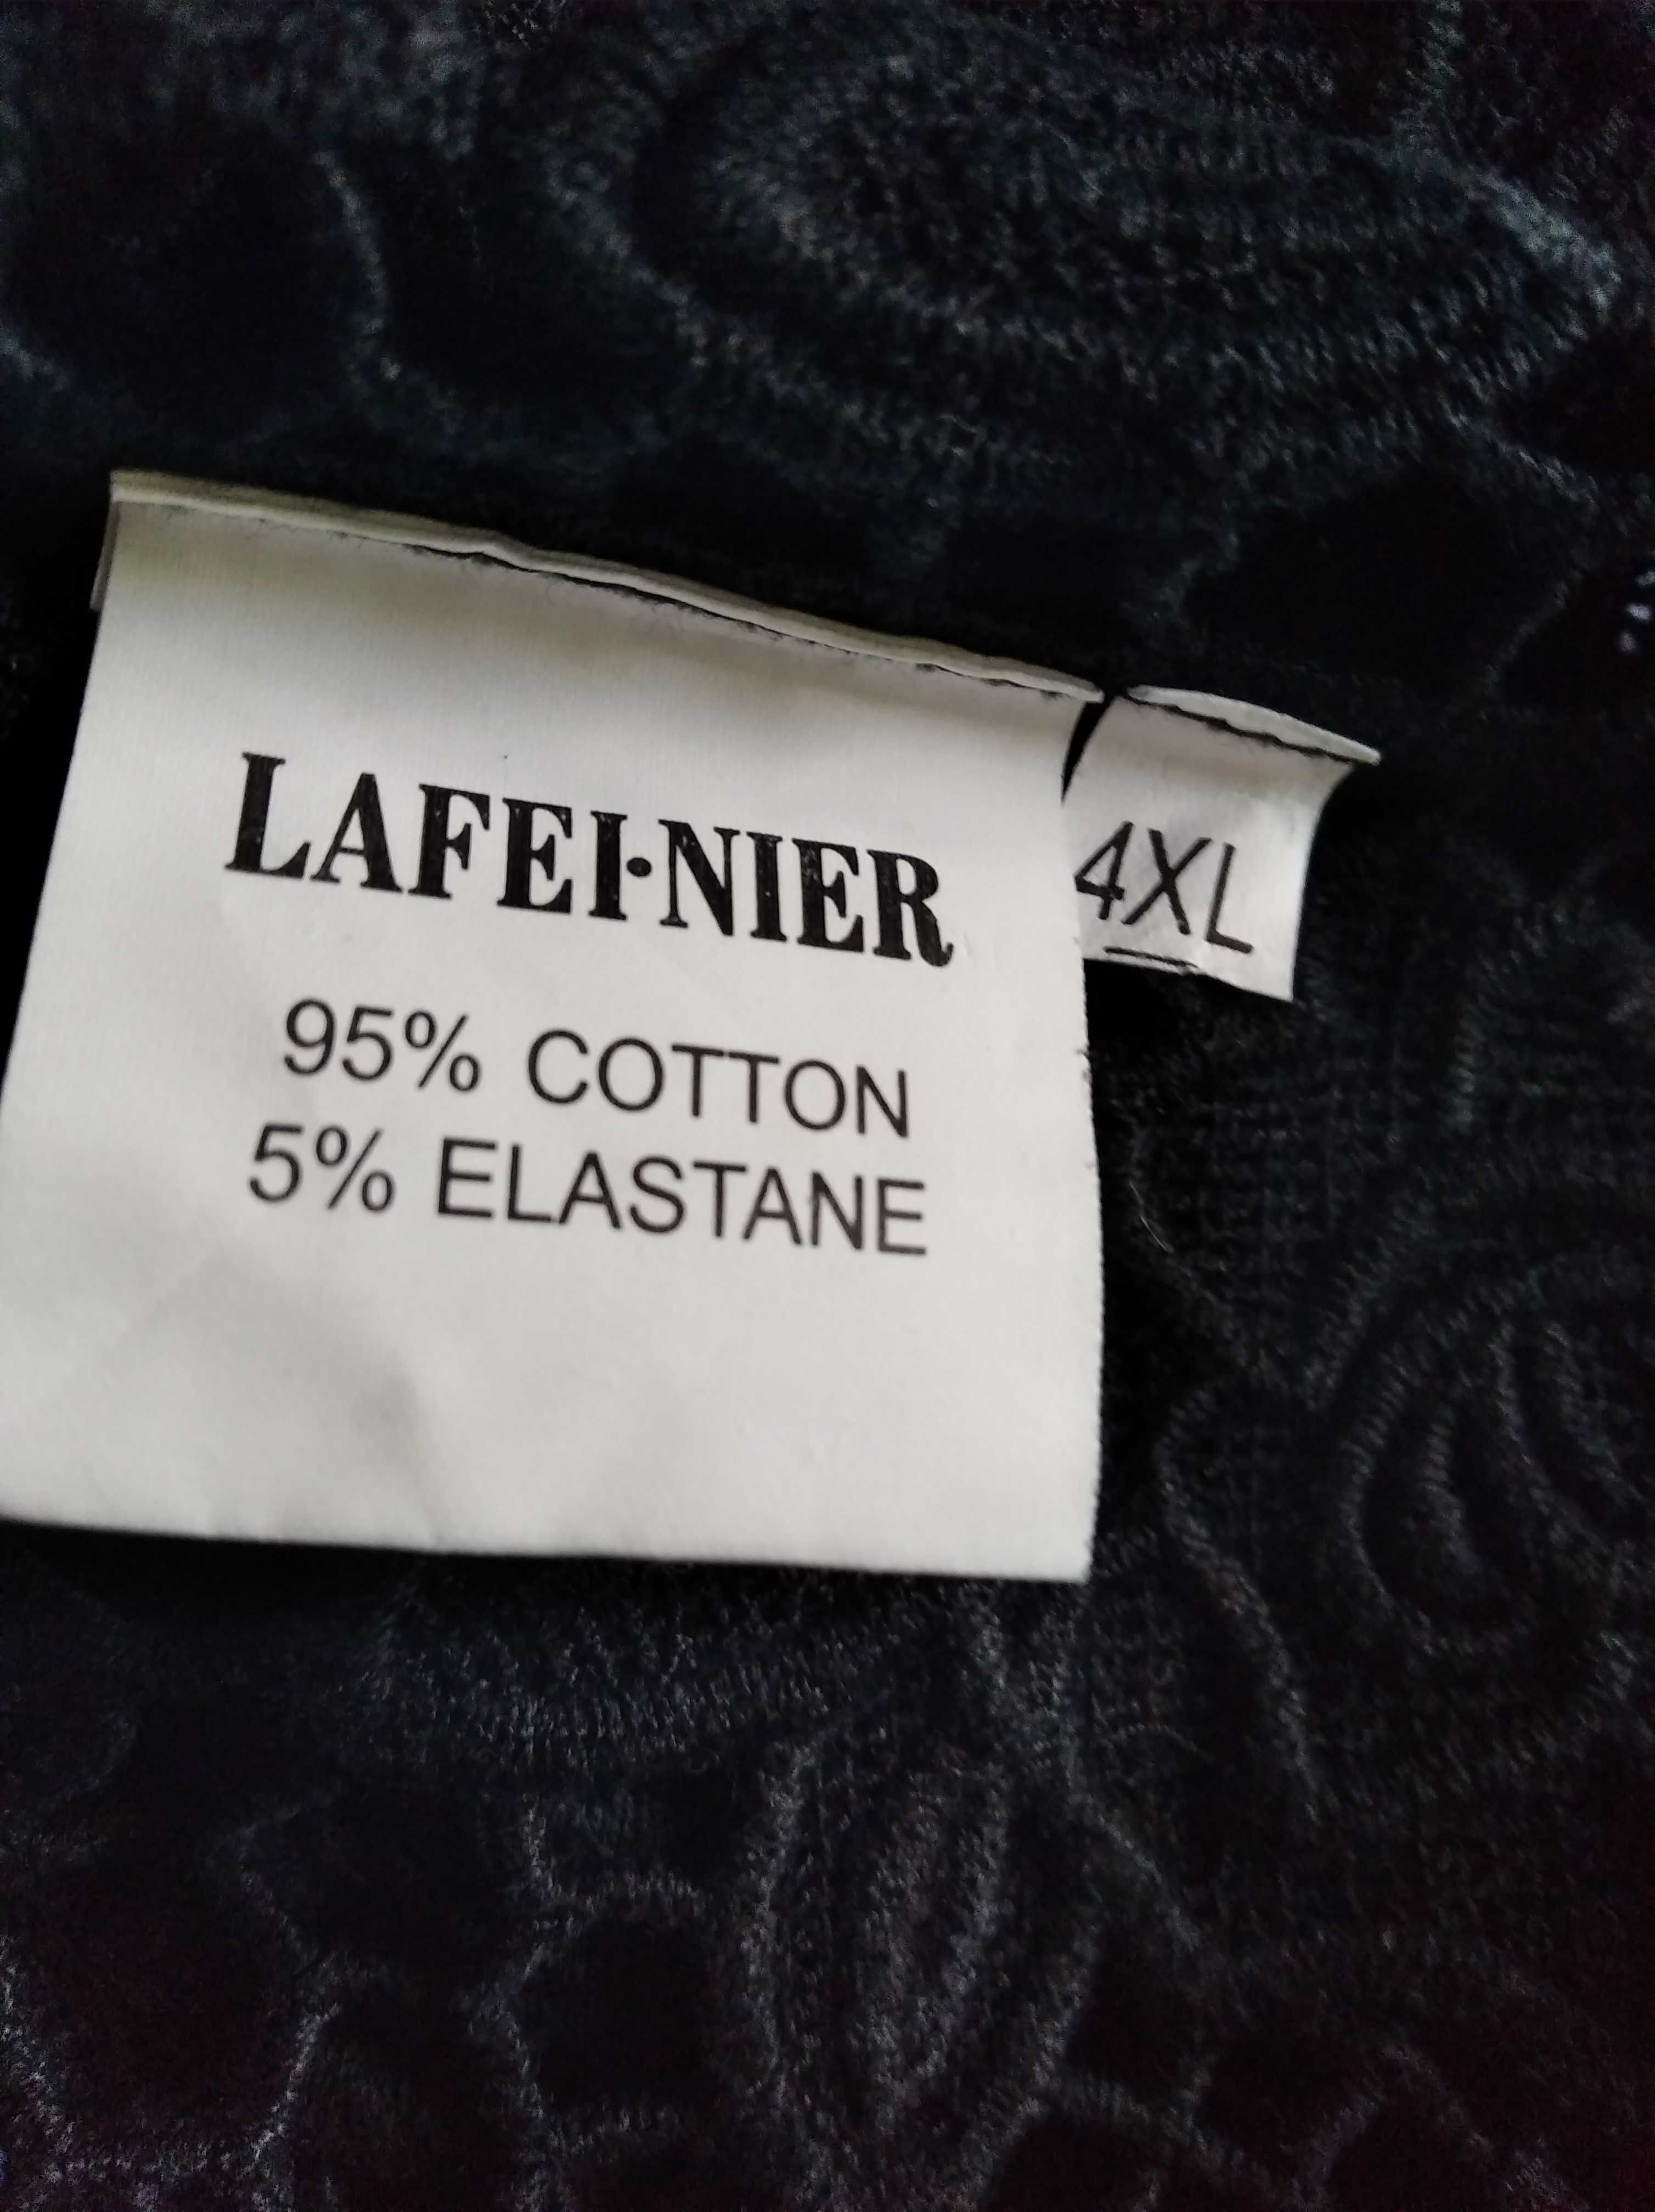 LAFEI·NIER
4XL
95% COTTON
5% ELASTANE